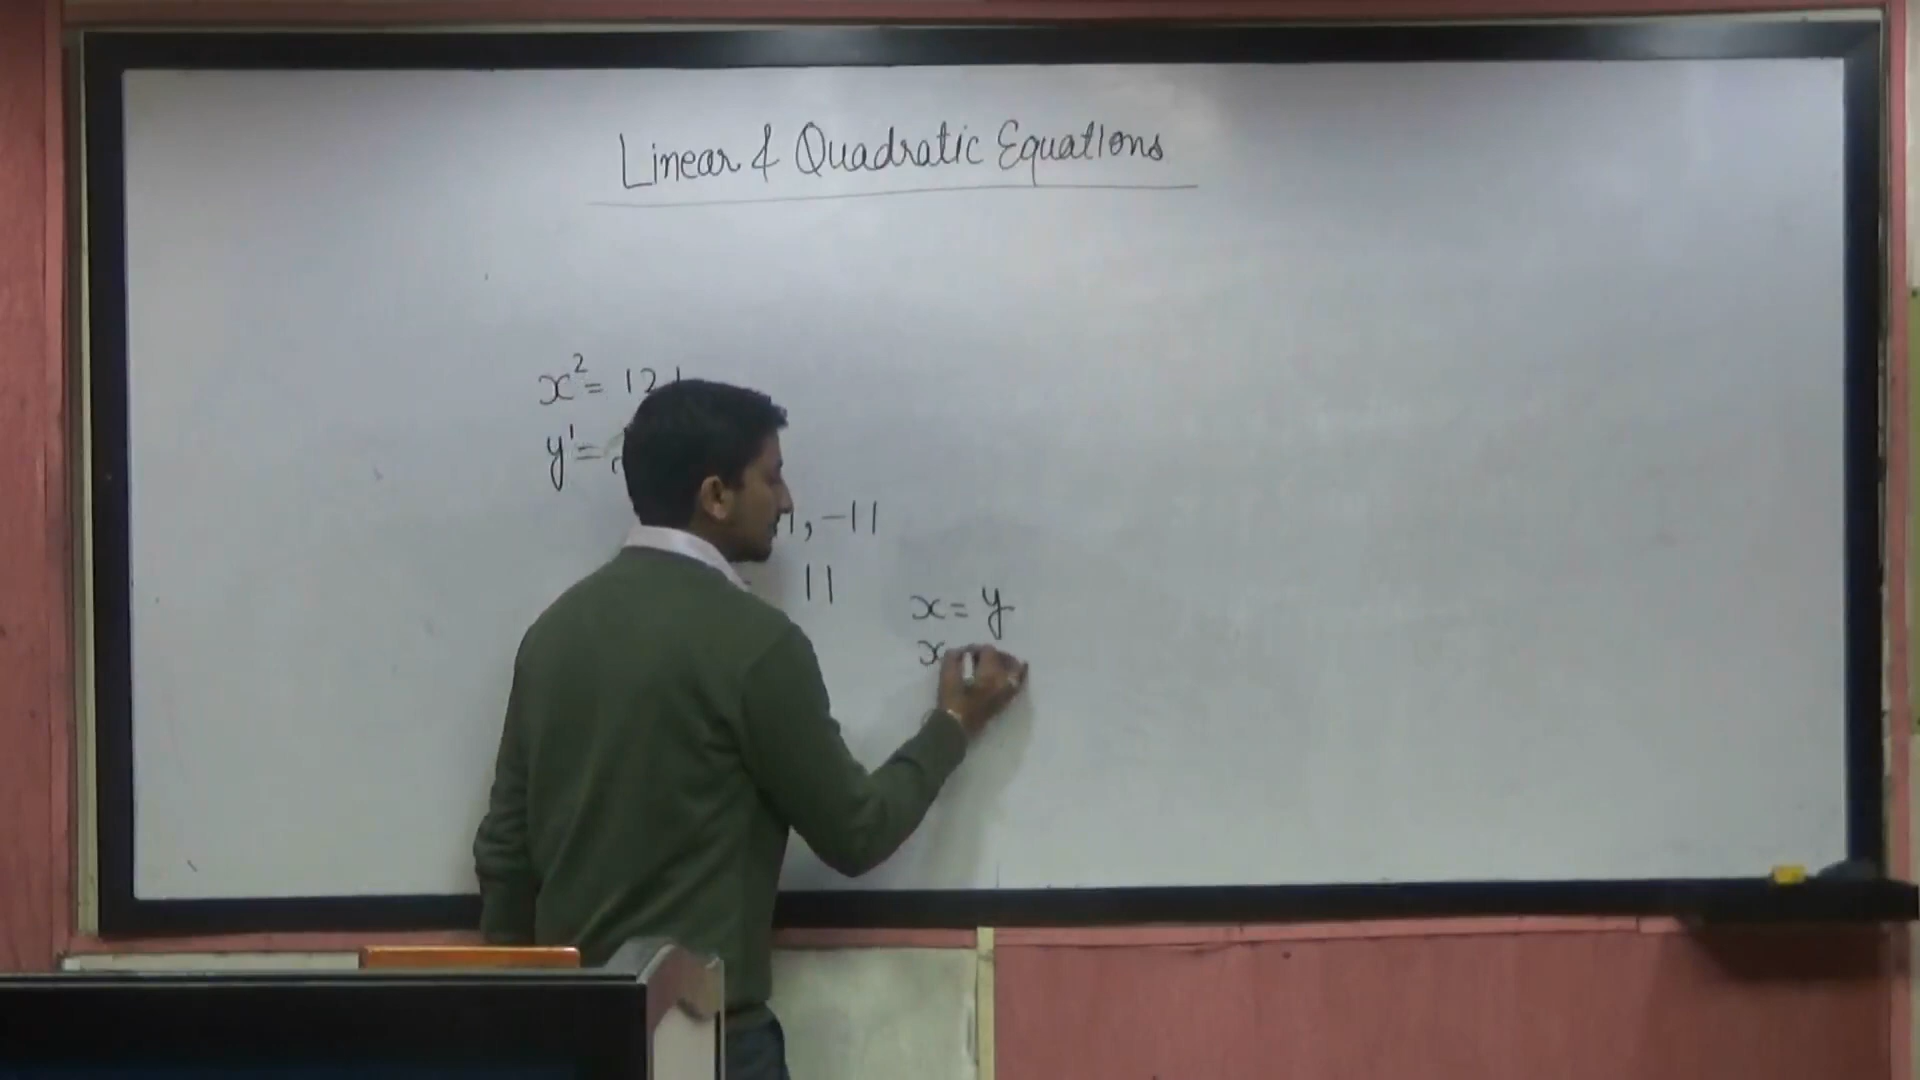 Linear & Quadratic Equations
x² = 121
y' =
, -11
11
x = y
x